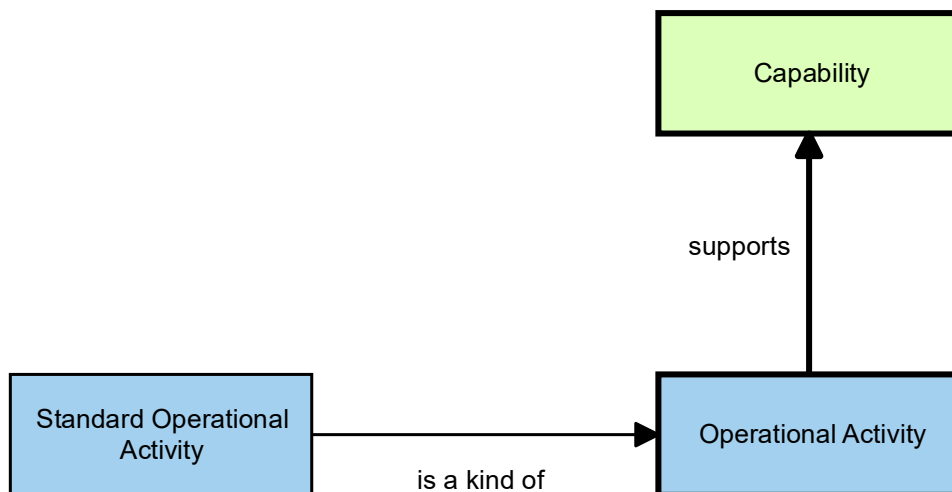 Capability
supports
Standard Operational
Activity
Operational Activity
is a kind of